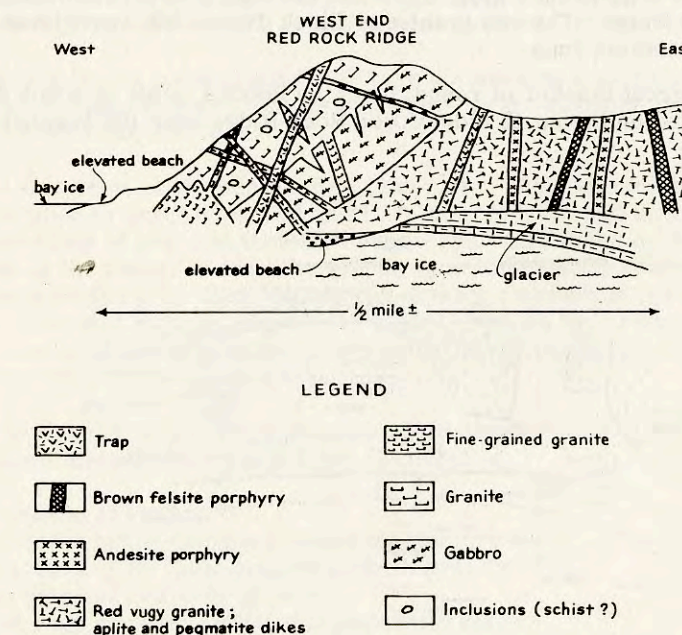 WEST END
RED ROCK RIDGE
West
Eas
elevated beach
bay ice
elevated beach
bay ice
glacier
½ mile ±
LEGEND
Trap
Fine-grained granite
Brown felsite porphyry
Granite
Andesite porphyry
Gabbro
Red vugy granite;
aplite and pegmatite dikes
Inclusions (schist ?)